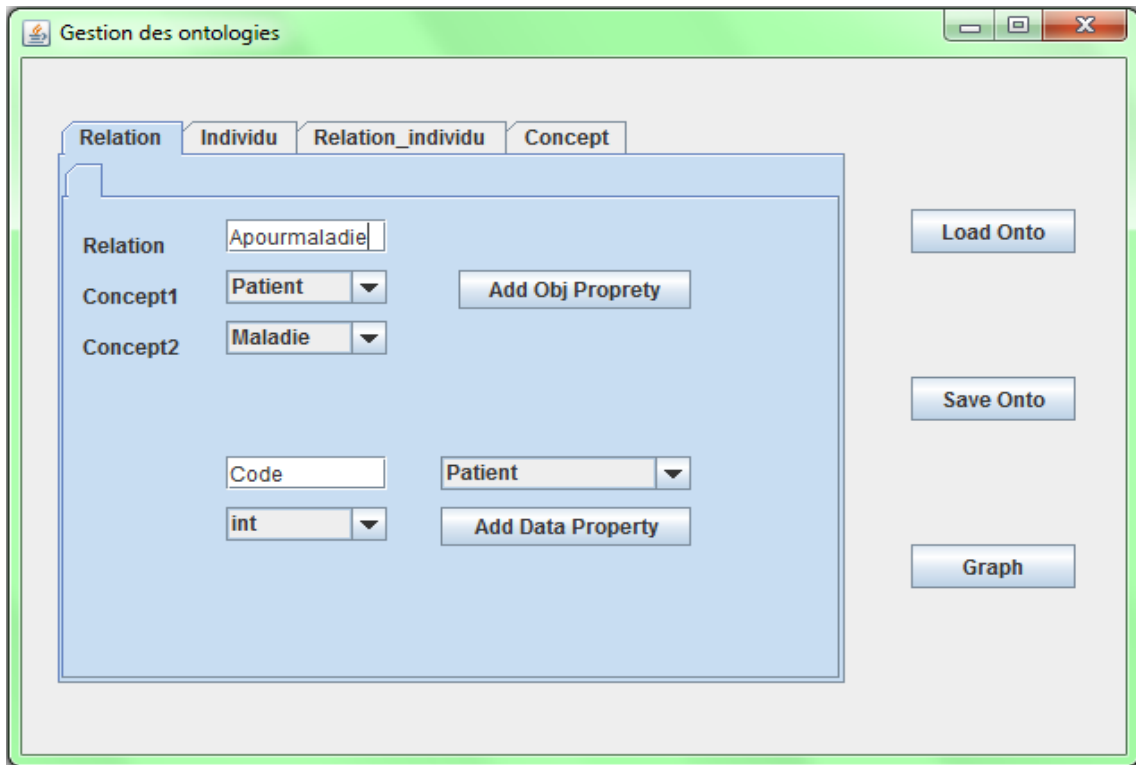 Gestion des ontologies
Relation Individu Relation_individu Concept
Relation Apourmaladie
Load Onto
Concept1 Patient Add Obj Proprety
Concept2 Maladie
Save Onto
Code Patient
int Add Data Property
Graph